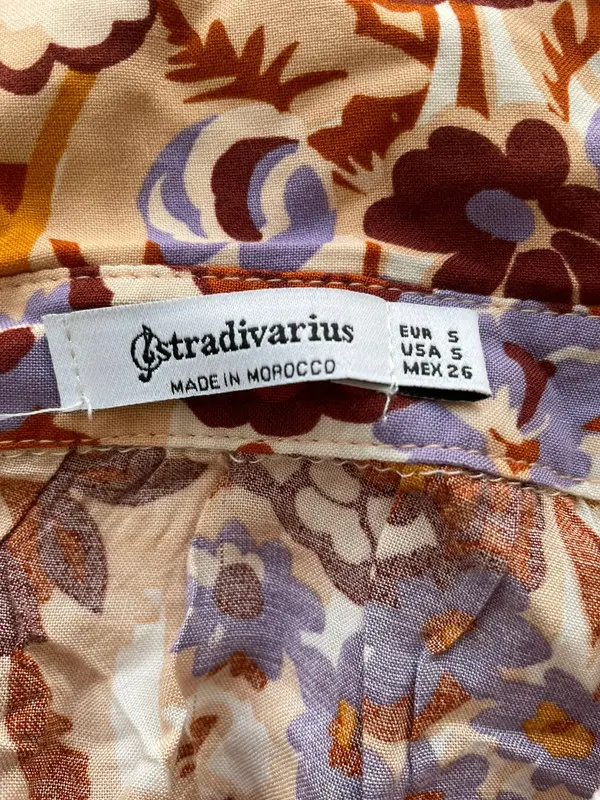 stradivarius
MADE IN MOROCCO
EUR S
USA S
MEX 26